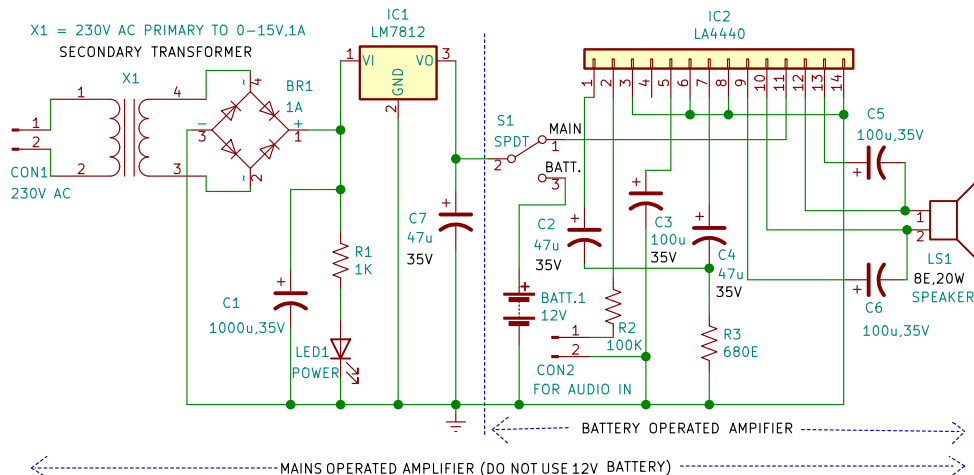 X1 = 230V AC PRIMARY TO 0-15V,1A
SECONDARY TRANSFORMER
X1
1
2
4
3
1
2
CON1
230V AC
BR1
1A
~
4
-
3
+
1
~
2
IC1
LM7812
1
VI
VO
3
GND
2
+
C1
1000u,35V
R1
1K
LED1
POWER
+
C7
47u
35V
S1
SPDT
MAIN
1
2
BATT.
3
+
BATT.1
12V
IC2
LA4440
1
2
3
4
5
6
7
8
9
10
11
12
13
14
+
C2
47u
35V
+
C3
100u
35V
+
C4
47u
35V
R2
100K
R3
680E
1
2
CON2
FOR AUDIO IN
C5
100u,35V
+
1
2
LS1
8E,20W
SPEAKER
+
C6
100u,35V
BATTERY OPERATED AMPIFIER
MAINS OPERATED AMPLIFIER (DO NOT USE 12V BATTERY)